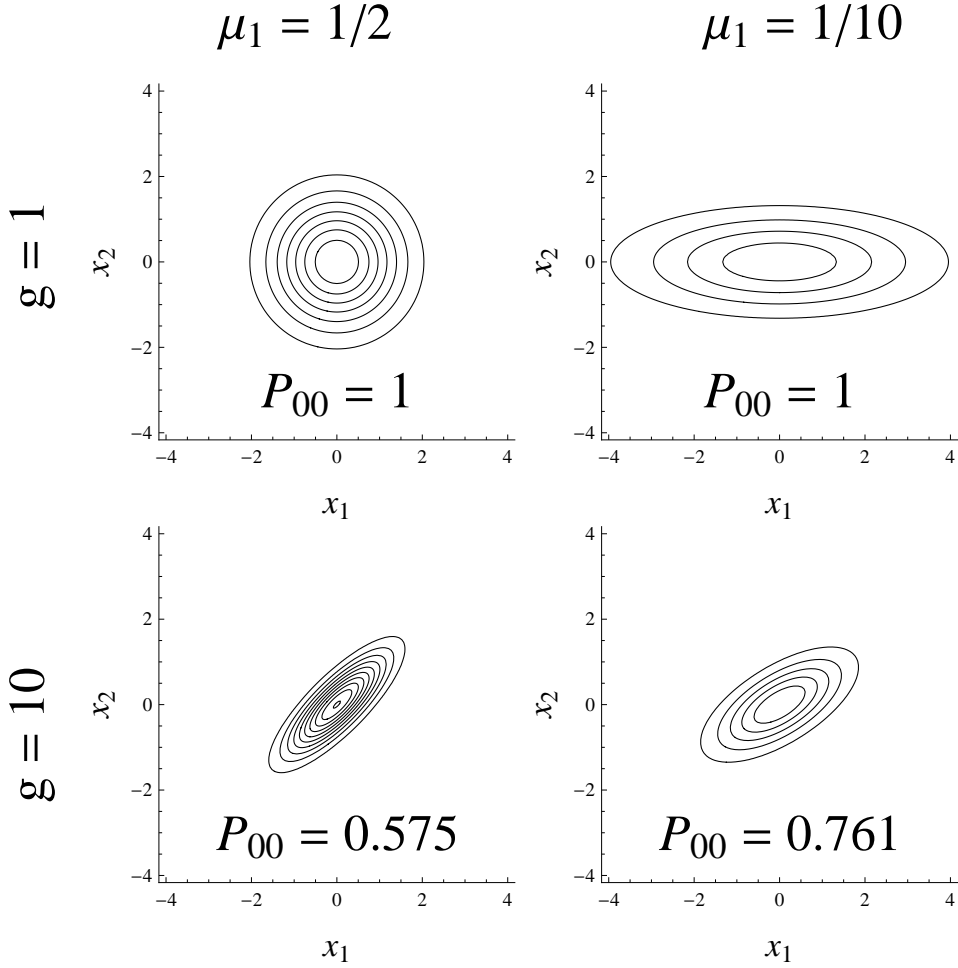 μ₁ = 1/2
μ₁ = 1/10
g = 1
x₂
4
2
0
−2
−4
P₀₀ = 1
−4 −2 0 2 4
x₁
x₂
4
2
0
−2
−4
P₀₀ = 1
−4 −2 0 2 4
x₁
g = 10
x₂
4
2
0
−2
−4
P₀₀ = 0.575
−4 −2 0 2 4
x₁
x₂
4
2
0
−2
−4
P₀₀ = 0.761
−4 −2 0 2 4
x₁